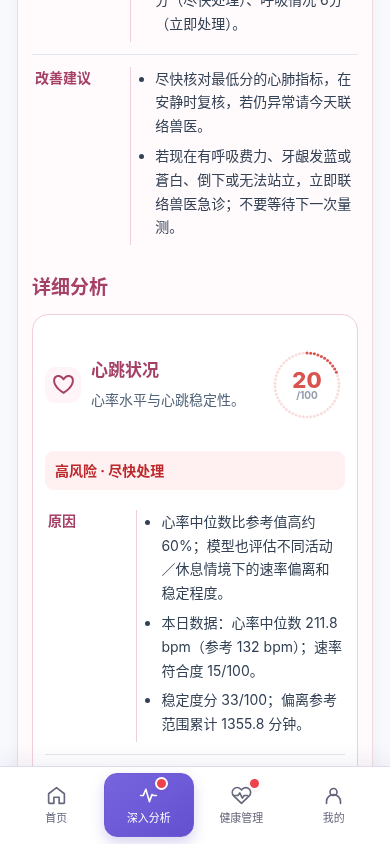 分（尽快处理）、呼吸情况 6分
（立即处理）。
改善建议
尽快核对最低分的心肺指标，在
安静时复核，若仍异常请今天联
络兽医。
若现在有呼吸费力、牙龈发蓝或
苍白、倒下或无法站立，立即联
络兽医急诊；不要等待下一次量
测。
详细分析
心跳状况
心率水平与心跳稳定性。
20
/100
高风险 · 尽快处理
原因
心率中位数比参考值高约
60%；模型也评估不同活动
／休息情境下的速率偏离和
稳定程度。
本日数据：心率中位数 211.8
bpm（参考 132 bpm）；速率
符合度 15/100。
稳定度分 33/100；偏离参考
范围累计 1355.8 分钟。
首页
深入分析
健康管理
我的